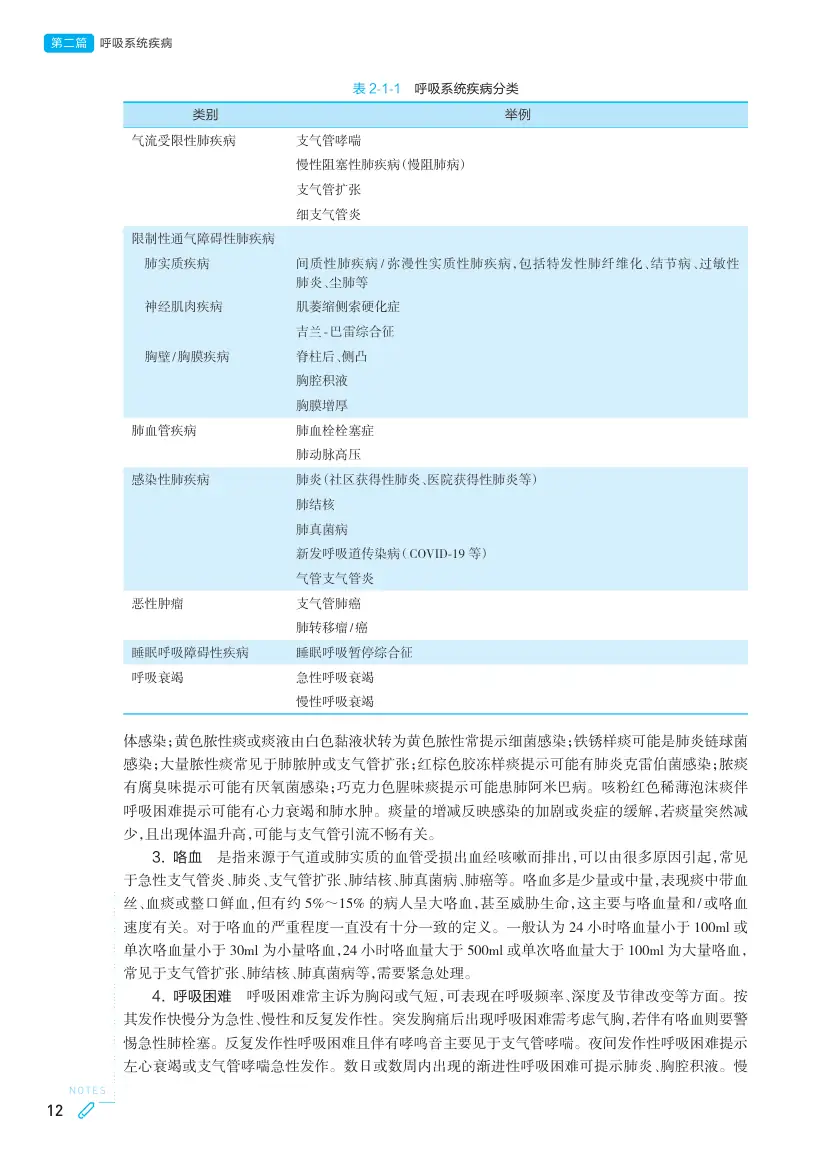 第二篇 呼吸系统疾病
表 2-1-1 呼吸系统疾病分类
类别 举例
气流受限性肺疾病 支气管哮喘
慢性阻塞性肺疾病(慢阻肺病)
支气管扩张
细支气管炎
限制性通气障碍性肺疾病
肺实质疾病 间质性肺疾病/弥漫性实质性肺疾病,包括特发性肺纤维化、结节病、过敏性
肺炎、尘肺等
神经肌肉疾病 肌萎缩侧索硬化症
吉兰-巴雷综合征
胸壁/胸膜疾病 脊柱后、侧凸
胸腔积液
胸膜增厚
肺血管疾病 肺血栓栓塞症
肺动脉高压
感染性肺疾病 肺炎(社区获得性肺炎、医院获得性肺炎等)
肺结核
肺真菌病
新发呼吸道传染病(COVID-19 等)
气管支气管炎
恶性肿瘤 支气管肺癌
肺转移瘤/癌
睡眠呼吸障碍性疾病 睡眠呼吸暂停综合征
呼吸衰竭 急性呼吸衰竭
慢性呼吸衰竭
体感染;黄色脓性痰或痰液由白色黏液状转为黄色脓性常提示细菌感染;铁锈样痰可能是肺炎链球菌
感染;大量脓性痰常见于肺脓肿或支气管扩张;红棕色胶冻样痰提示可能有肺炎克雷伯菌感染;脓痰
有腐臭味提示可能有厌氧菌感染;巧克力色腥味痰提示可能患肺阿米巴病。咳粉红色稀薄泡沫痰伴
呼吸困难提示可能有心力衰竭和肺水肿。痰量的增减反映感染的加剧或炎症的缓解,若痰量突然减
少,且出现体温升高,可能与支气管引流不畅有关。
3. 咯血 是指来源于气道或肺实质的血管受损出血经咳嗽而排出,可以由很多原因引起,常见
于急性支气管炎、肺炎、支气管扩张、肺结核、肺真菌病、肺癌等。咯血多是少量或中量,表现痰中带血
丝、血痰或整口鲜血,但有约 5%～15% 的病人呈大咯血,甚至威胁生命,这主要与咯血量和/或咯血
速度有关。对于咯血的严重程度一直没有十分一致的定义。一般认为 24 小时咯血量小于 100ml 或
单次咯血量小于 30ml 为小量咯血,24 小时咯血量大于 500ml 或单次咯血量大于 100ml 为大量咯血,
常见于支气管扩张、肺结核、肺真菌病等,需要紧急处理。
4. 呼吸困难 呼吸困难常主诉为胸闷或气短,可表现在呼吸频率、深度及节律改变等方面。按
其发作快慢分为急性、慢性和反复发作性。突发胸痛后出现呼吸困难需考虑气胸,若伴有咯血则要警
惕急性肺栓塞。反复发作性呼吸困难且伴有哮鸣音主要见于支气管哮喘。夜间发作性呼吸困难提示
左心衰竭或支气管哮喘急性发作。数日或数周内出现的渐进性呼吸困难可提示肺炎、胸腔积液。慢
NOTES
12